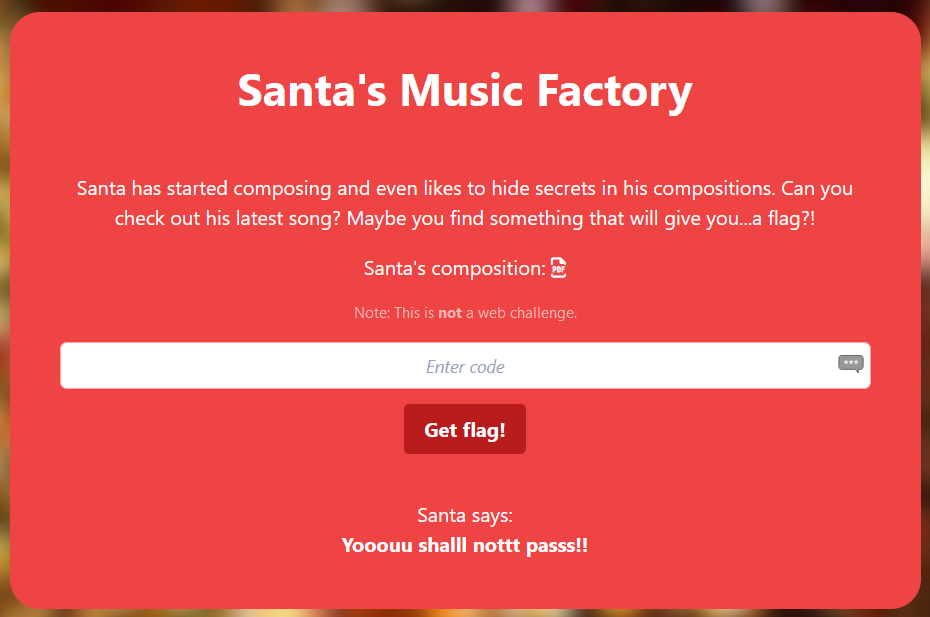 Santa's Music Factory
Santa has started composing and even likes to hide secrets in his compositions. Can you
check out his latest song? Maybe you find something that will give you...a flag?!
Santa's composition: PDF
Note: This is not a web challenge.
Enter code
Get flag!
Santa says:
Yooouu shalll nottt passs!!